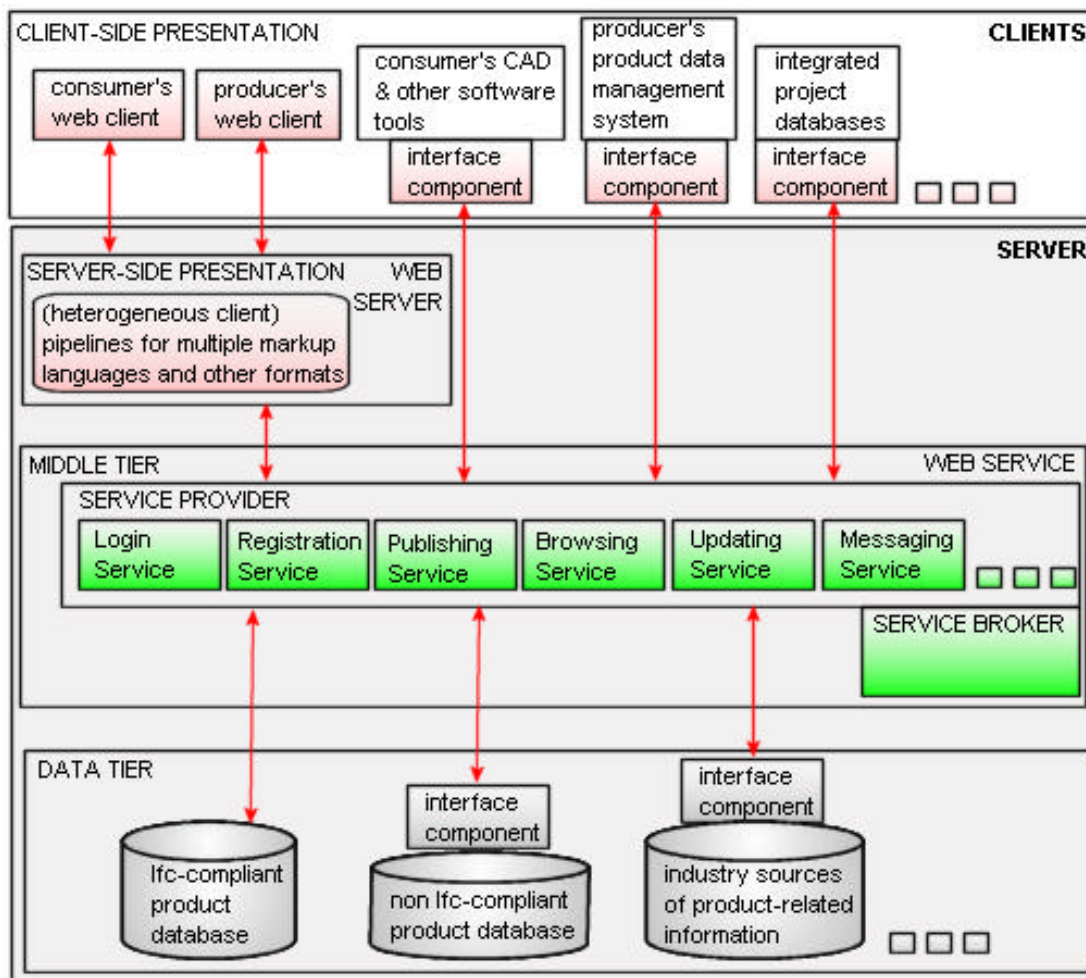 CLIENT-SIDE PRESENTATION
CLIENTS
consumer's
web client
producer's
web client
consumer's CAD
& other software
tools
interface
component
producer's
product data
management
system
interface
component
integrated
project
databases
interface
component
SERVER
SERVER-SIDE PRESENTATION
WEB
SERVER
(heterogeneous client)
pipelines for multiple markup
languages and other formats
MIDDLE TIER
WEB SERVICE
SERVICE PROVIDER
Login
Service
Registration
Service
Publishing
Service
Browsing
Service
Updating
Service
Messaging
Service
SERVICE BROKER
DATA TIER
Ifc-compliant
product
database
interface
component
non Ifc-compliant
product database
interface
component
industry sources
of product-related
information